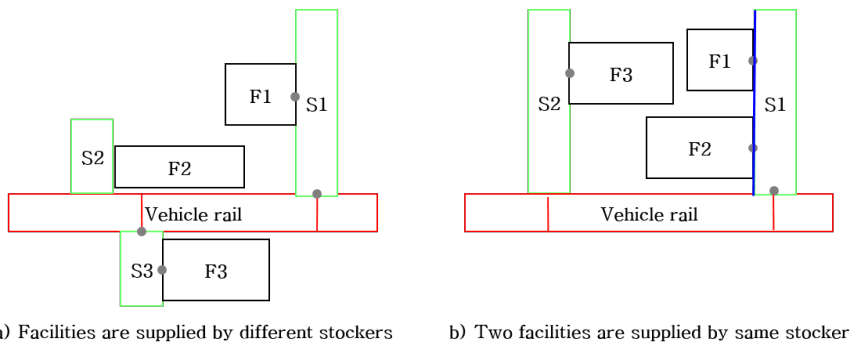 S1
F1
S2
F2
Vehicle rail
S3
F3
a) Facilities are supplied by different stockers
F3
F1
S2
S1
F2
Vehicle rail
b) Two facilities are supplied by same stocker